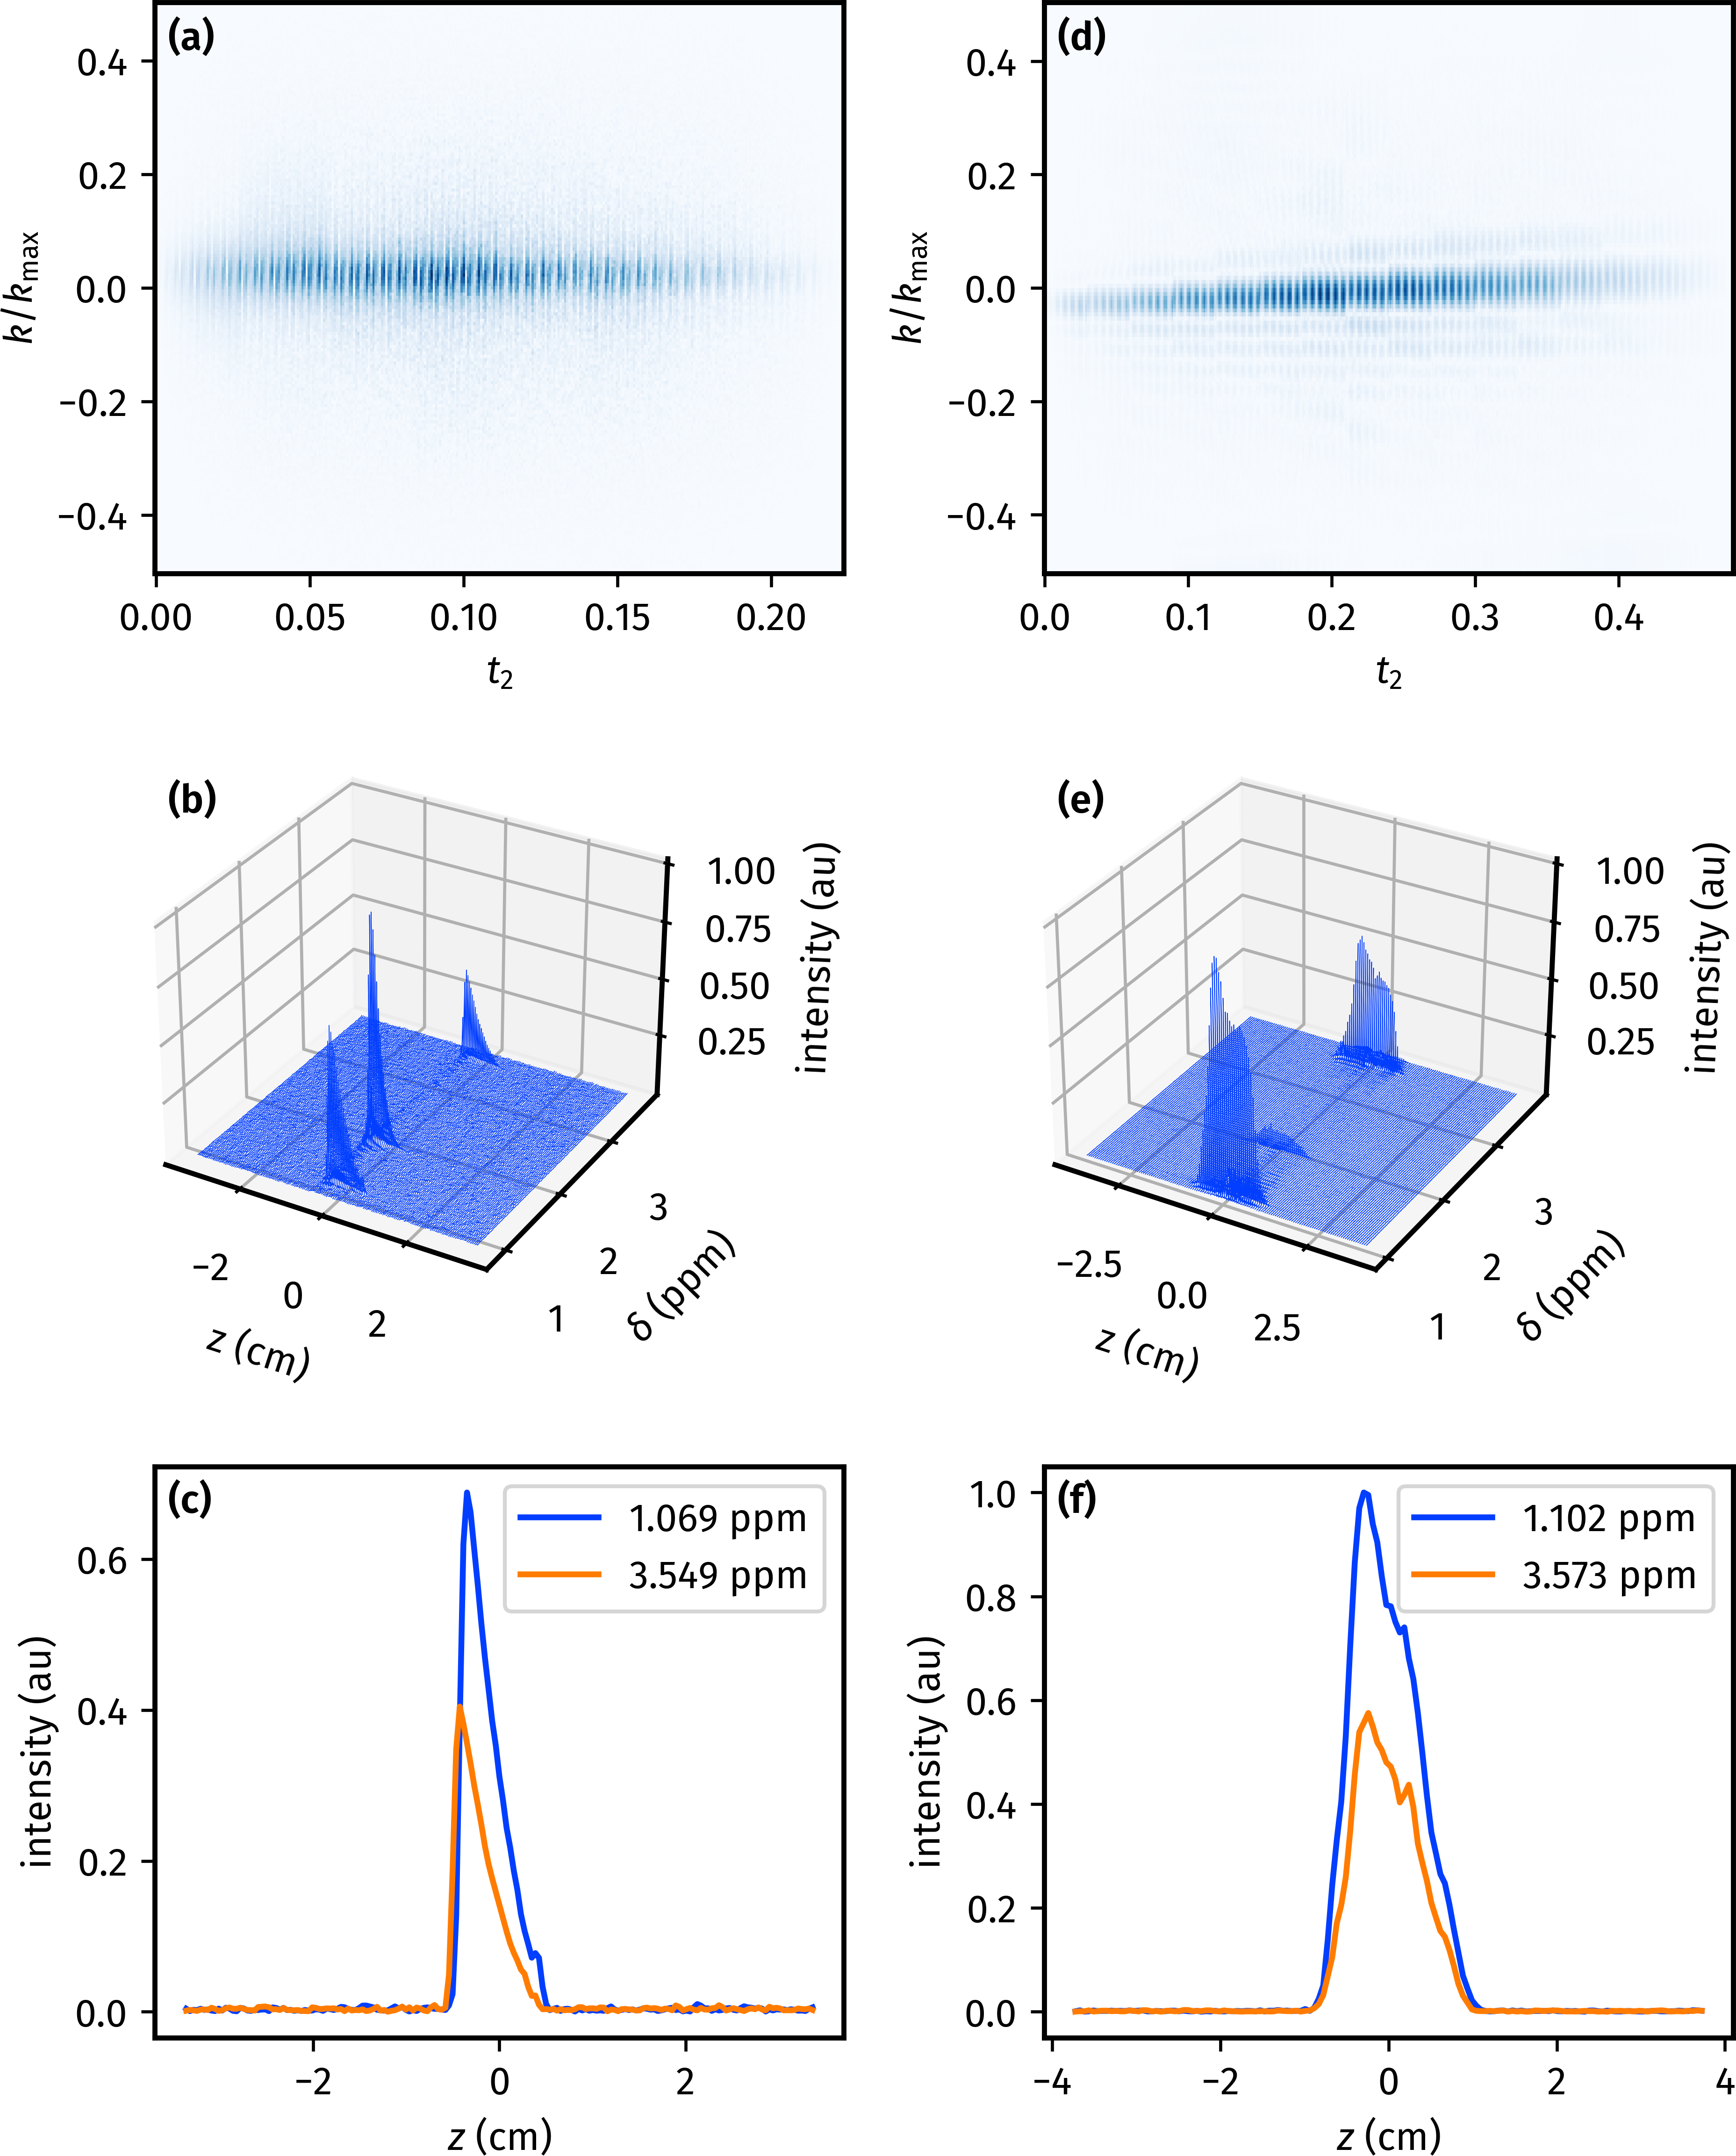 (a)
0.4
0.2
0.0
−0.2
−0.4
k/kmax
0.00 0.05 0.10 0.15 0.20
t2
(d)
0.4
0.2
0.0
−0.2
−0.4
k/kmax
0.0 0.1 0.2 0.3 0.4
t2
(b)
1.00
0.75
0.50
0.25
intensity (au)
−2 0 2
z (cm)
1 2 3
δ (ppm)
(e)
1.00
0.75
0.50
0.25
intensity (au)
−2.5 0.0 2.5
z (cm)
1 2 3
δ (ppm)
(c)
1.069 ppm
3.549 ppm
0.6
0.4
0.2
0.0
intensity (au)
−2 0 2
z (cm)
(f)
1.102 ppm
3.573 ppm
1.0
0.8
0.6
0.4
0.2
0.0
intensity (au)
−4 −2 0 2 4
z (cm)